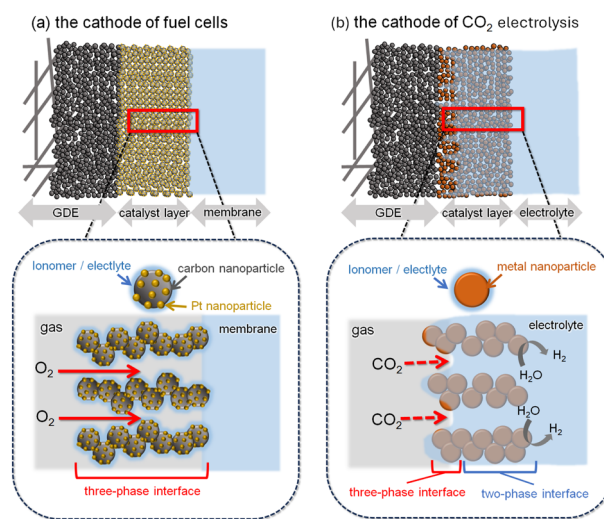 (a) the cathode of fuel cells
GDE
catalyst layer
membrane
Ionomer / electlyte
carbon nanoparticle
Pt nanoparticle
gas
membrane
O2
O2
three-phase interface
(b) the cathode of CO2 electrolysis
GDE
catalyst layer
electrolyte
Ionomer / electlyte
metal nanoparticle
gas
electrolyte
CO2
H2
H2O
CO2
H2O
H2
three-phase interface
two-phase interface